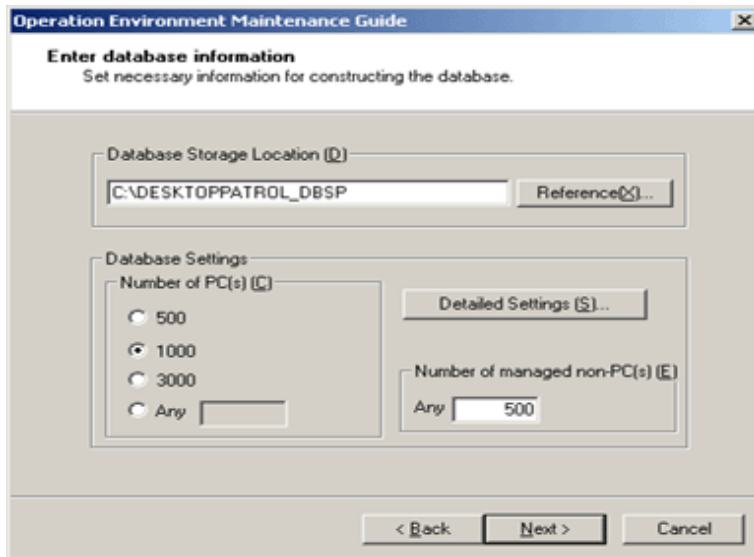 Operation Environment Maintenance Guide
Enter database information
Set necessary information for constructing the database.
Database Storage Location (D)
C:\DESKTOPPATROL_DBSP
Reference(X)...
Database Settings
Number of PC(s) (C)
500
1000
3000
Any
Detailed Settings (S)...
Number of managed non-PC(s) (E)
Any 500
< Back
Next >
Cancel